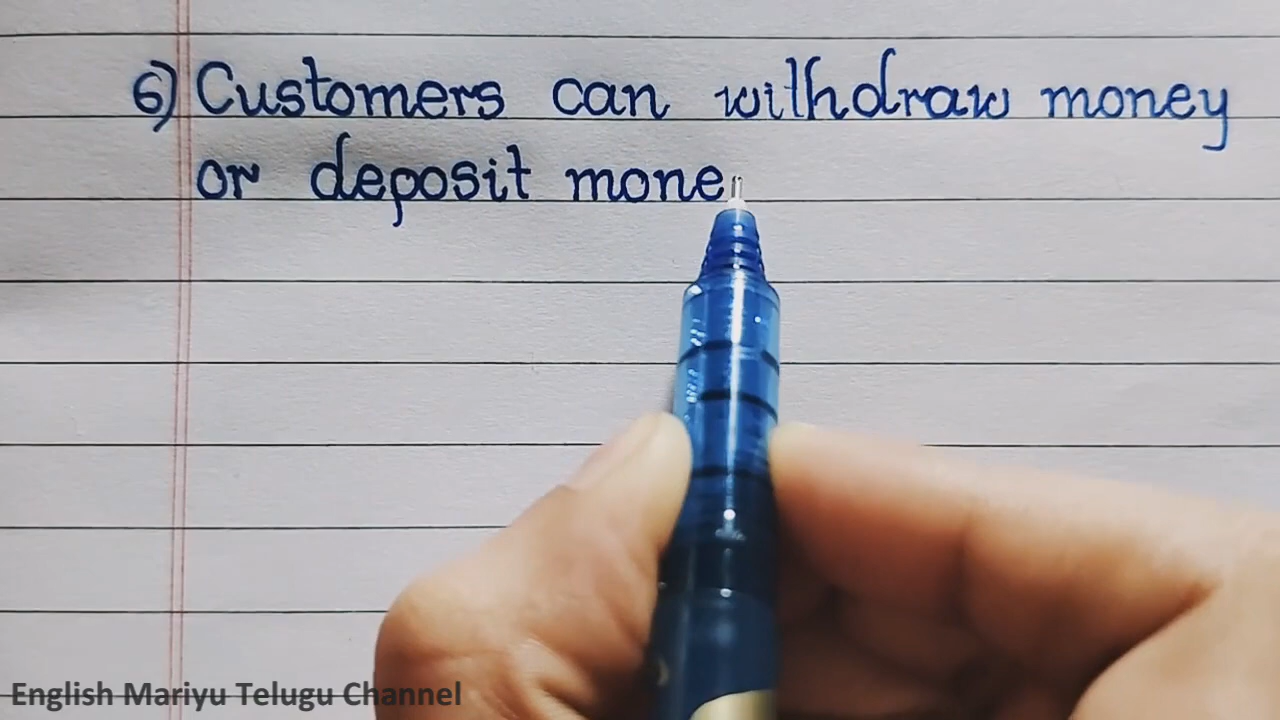 6) Customers can withdraw money
or deposit mone
English Mariyu Telugu Channel